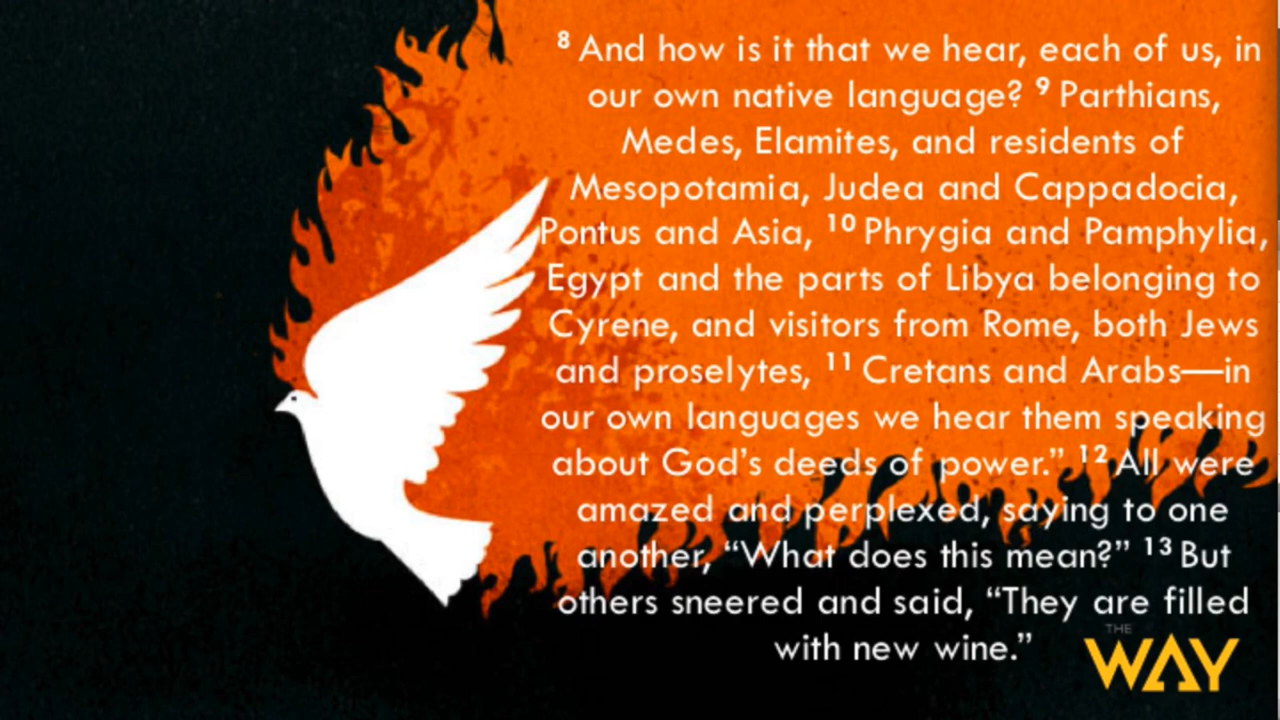 ⁸ And how is it that we hear, each of us, in
our own native language? ⁹ Parthians,
Medes, Elamites, and residents of
Mesopotamia, Judea and Cappadocia,
Pontus and Asia, ¹⁰ Phrygia and Pamphylia,
Egypt and the parts of Libya belonging to
Cyrene, and visitors from Rome, both Jews
and proselytes, ¹¹ Cretans and Arabs—in
our own languages we hear them speaking
about God’s deeds of power.” ¹² All were
amazed and perplexed, saying to one
another, “What does this mean?” ¹³ But
others sneered and said, “They are filled
with new wine.”
THE
WAY